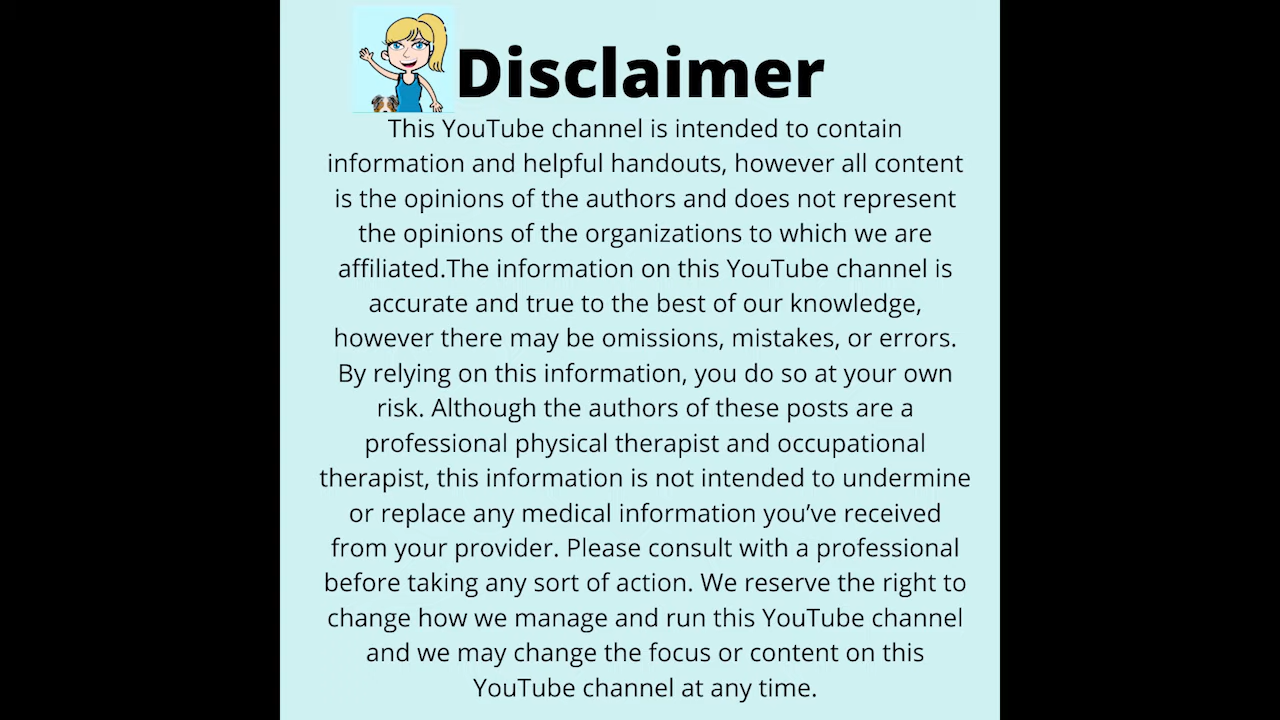 Disclaimer
This YouTube channel is intended to contain
information and helpful handouts, however all content
is the opinions of the authors and does not represent
the opinions of the organizations to which we are
affiliated.The information on this YouTube channel is
accurate and true to the best of our knowledge,
however there may be omissions, mistakes, or errors.
By relying on this information, you do so at your own
risk. Although the authors of these posts are a
professional physical therapist and occupational
therapist, this information is not intended to undermine
or replace any medical information you’ve received
from your provider. Please consult with a professional
before taking any sort of action. We reserve the right to
change how we manage and run this YouTube channel
and we may change the focus or content on this
YouTube channel at any time.